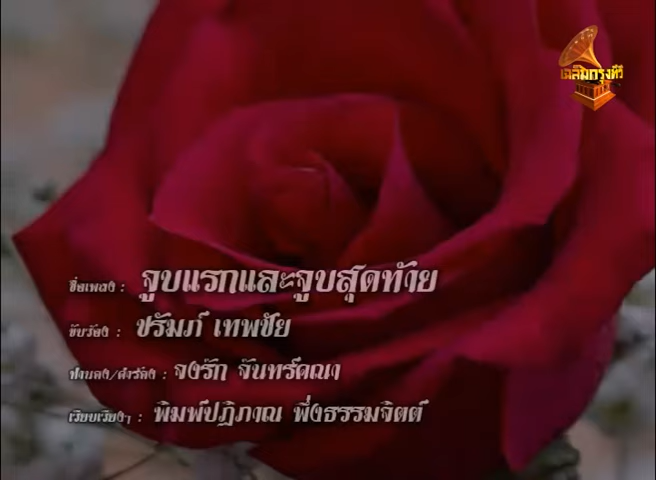 เฉลิมกรุงทีวี
ชื่อเพลง : จูบแรกและจูบสุดท้าย
ขับร้อง : ชรัมภ์ เทพชัย
ทำนอง/คำร้อง : จงรัก จันทร์คณา
เรียบเรียงฯ : พิมพ์ปฏิภาณ พึ่งธรรมจิตต์